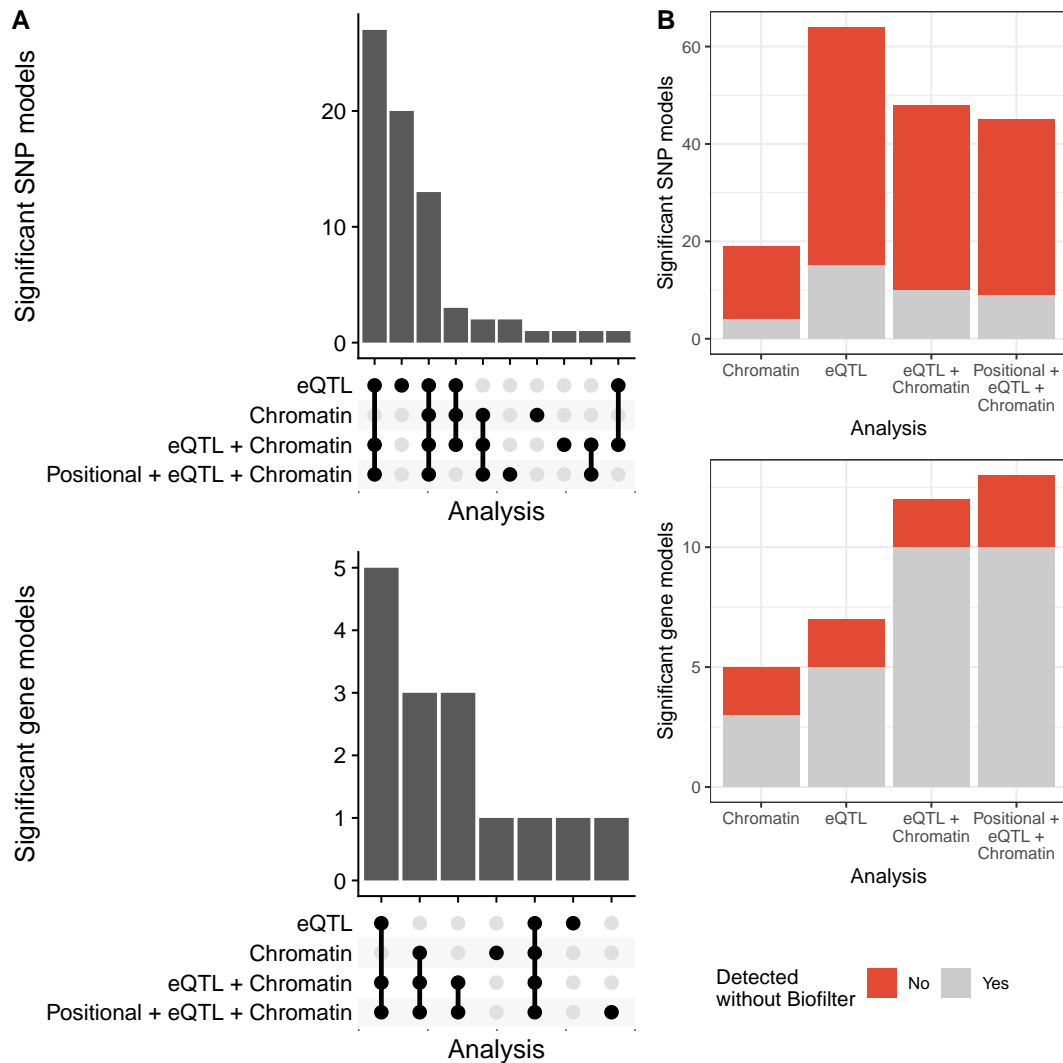 A
Significant SNP models
20
10
0
eQTL
Chromatin
eQTL + Chromatin
Positional + eQTL + Chromatin
Analysis
Significant gene models
5
4
3
2
1
0
eQTL
Chromatin
eQTL + Chromatin
Positional + eQTL + Chromatin
Analysis
B
Significant SNP models
60
40
20
0
Chromatin
eQTL
eQTL +
Chromatin
Positional +
eQTL +
Chromatin
Analysis
Significant gene models
10
5
0
Chromatin
eQTL
eQTL +
Chromatin
Positional +
eQTL +
Chromatin
Analysis
Detected
without Biofilter
No
Yes